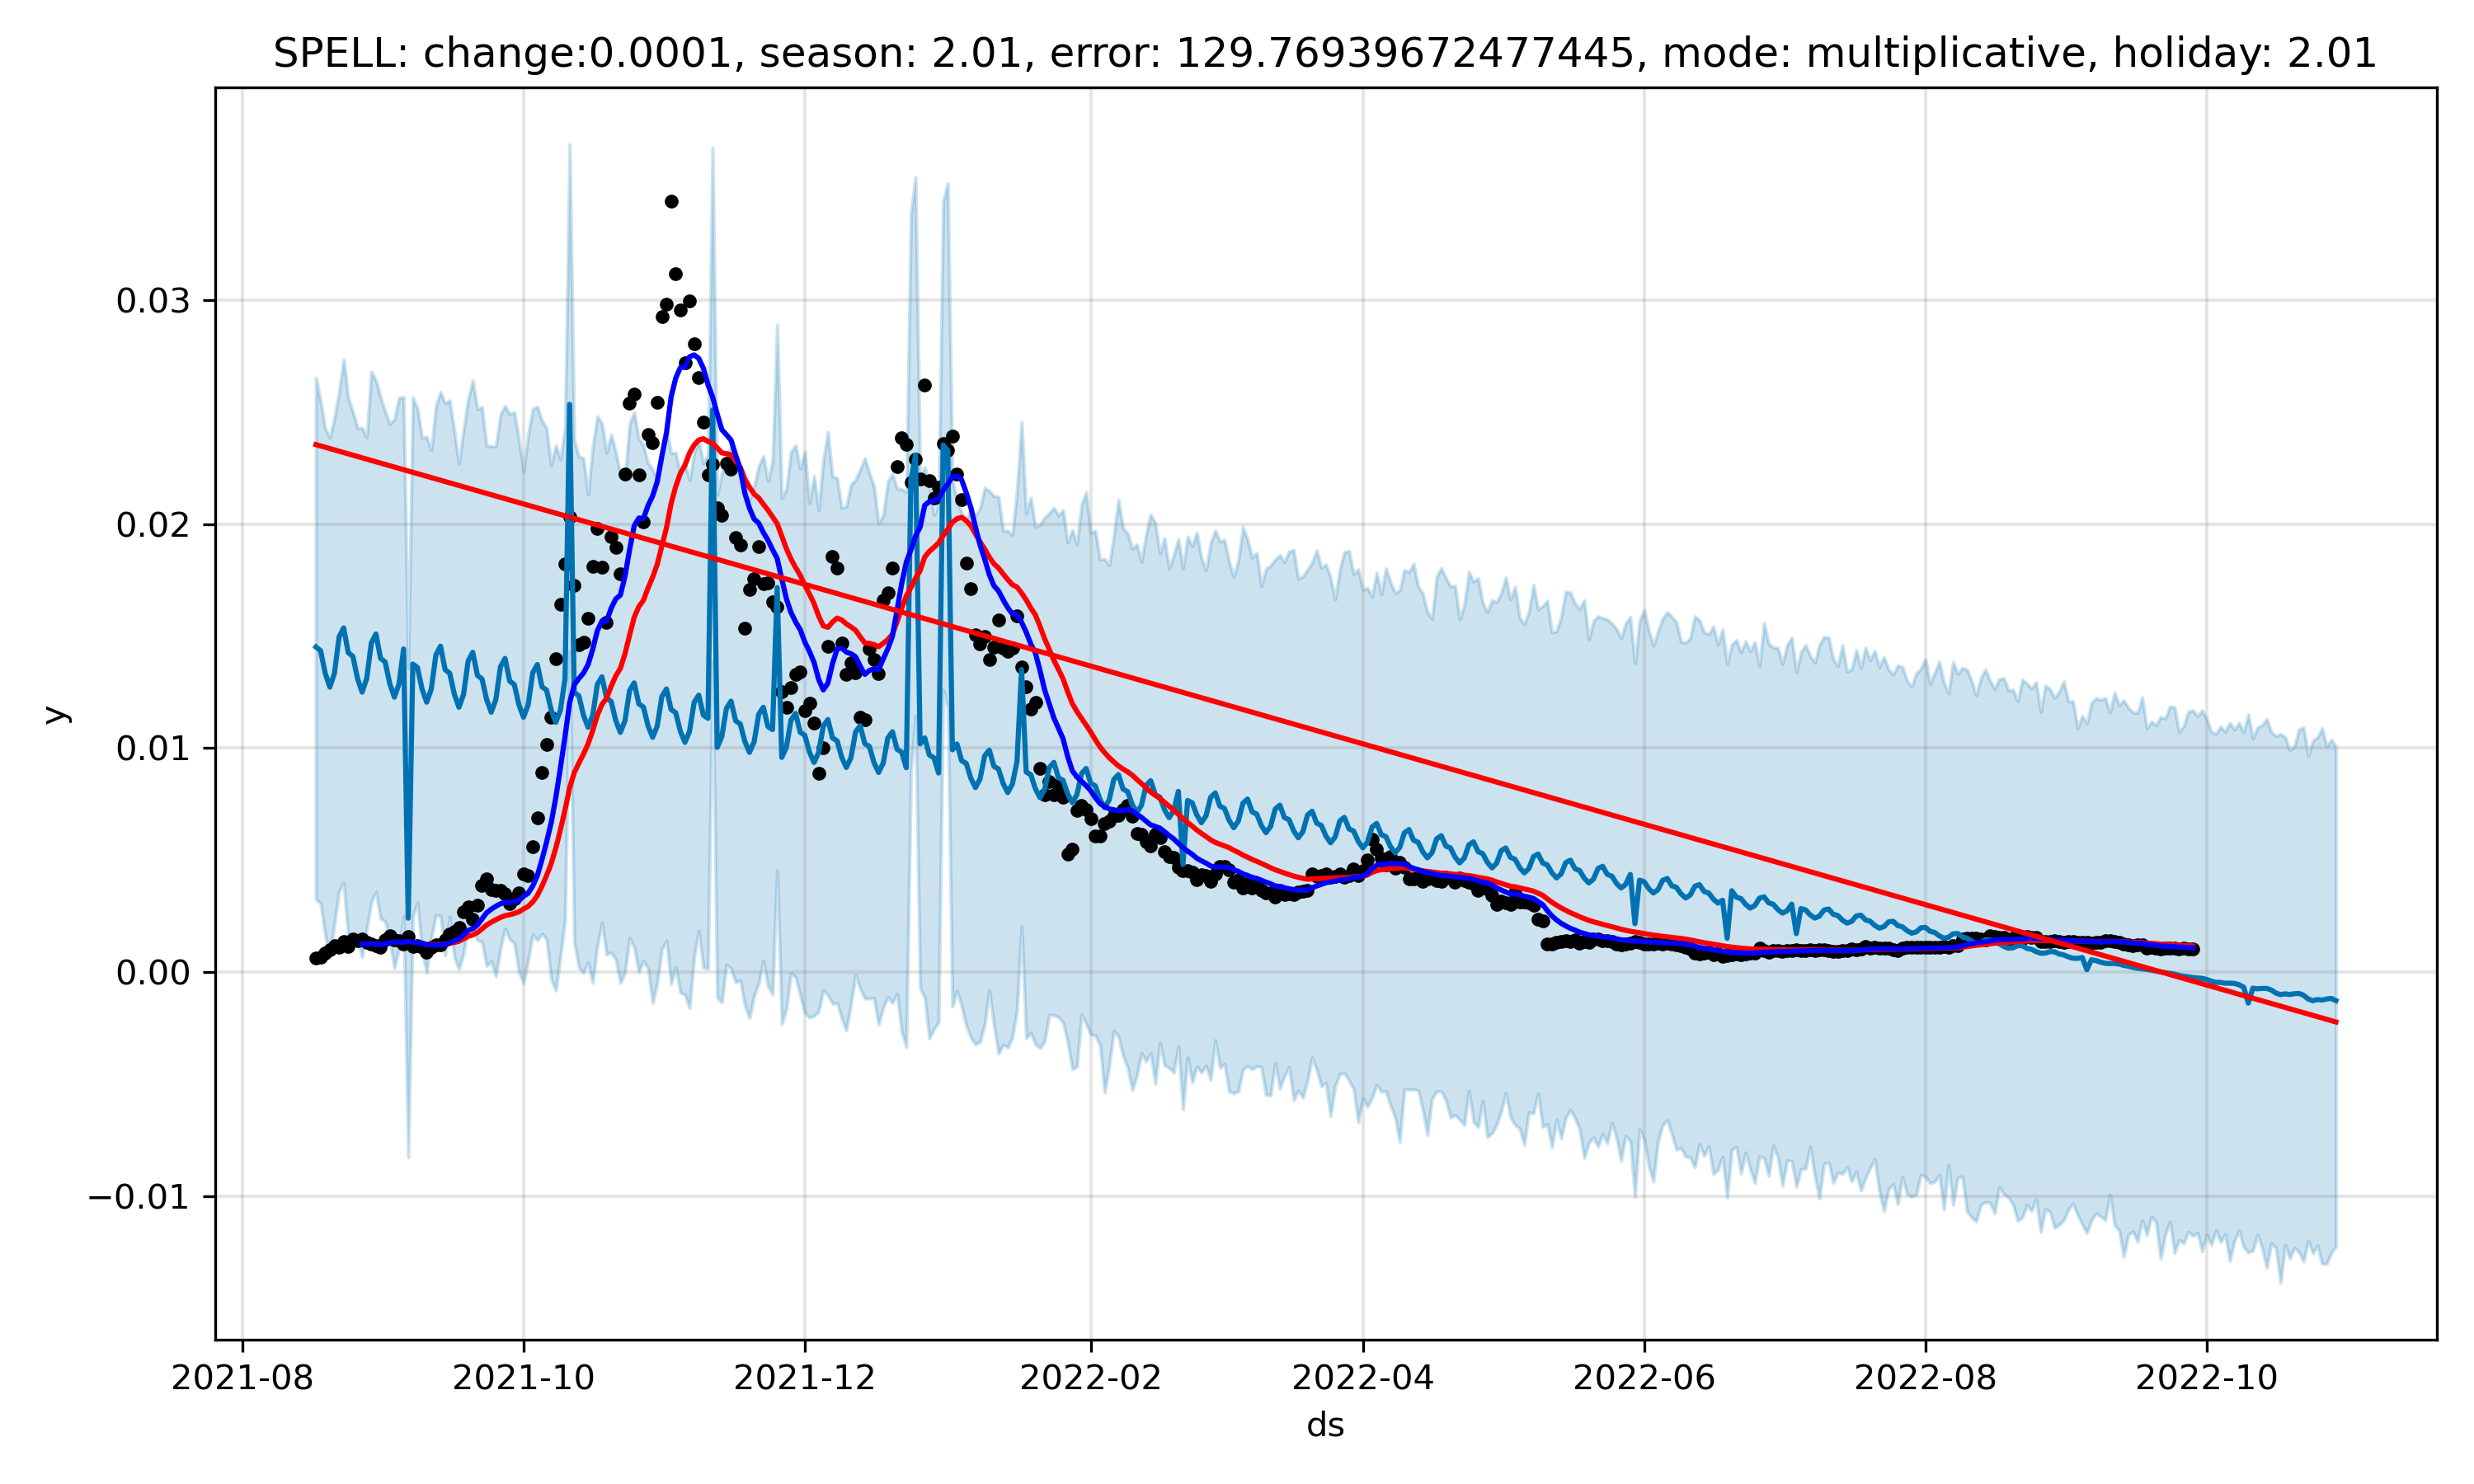 SPELL: change:0.0001, season: 2.01, error: 129.76939672477445, mode: multiplicative, holiday: 2.01
y
0.03
0.02
0.01
0.00
−0.01
2021-08 2021-10 2021-12 2022-02 2022-04 2022-06 2022-08 2022-10
ds